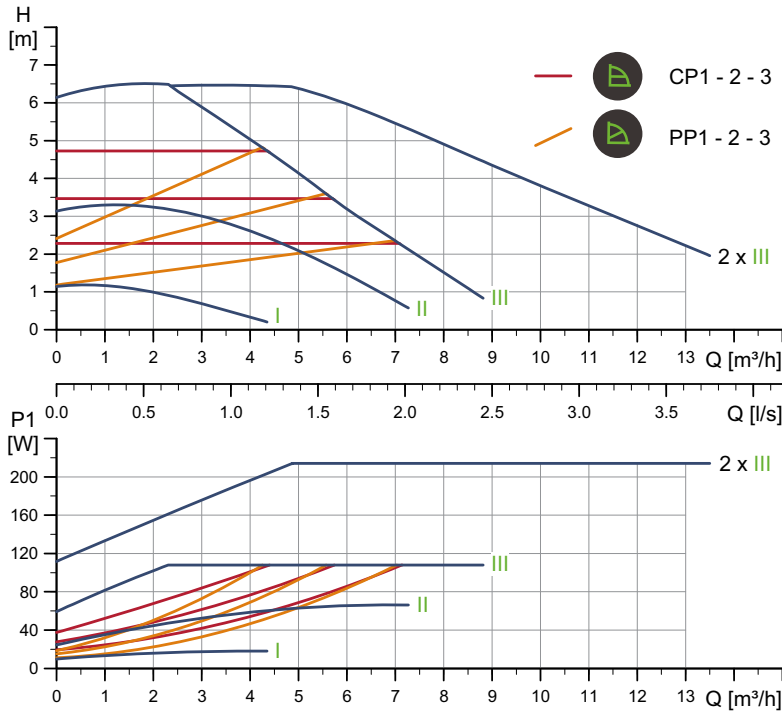 H
[m]
7
6
5
4
3
2
1
0
CP1 - 2 - 3
PP1 - 2 - 3
2 x III
III
II
I
0 1 2 3 4 5 6 7 8 9 10 11 12 13 Q [m³/h]
0.0 0.5 1.0 1.5 2.0 2.5 3.0 3.5 Q [l/s]
P1
[W]
200
160
120
80
40
0
2 x III
III
II
I
0 1 2 3 4 5 6 7 8 9 10 11 12 13 Q [m³/h]